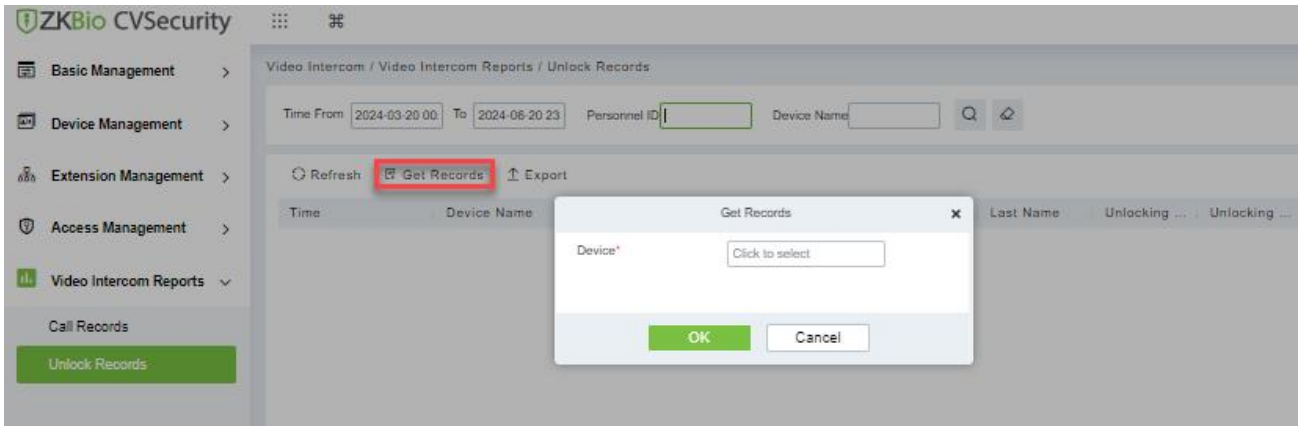 ZKBio CVSecurity
Basic Management
Device Management
Extension Management
Access Management
Video Intercom Reports
Call Records
Unlock Records
Video Intercom / Video Intercom Reports / Unlock Records
Time From 2024-03-20 00: To 2024-06-20 23 Personnel ID Device Name
Refresh Get Records Export
Time Device Name Last Name Unlocking ... Unlocking ...
Get Records
Device* Click to select
OK Cancel